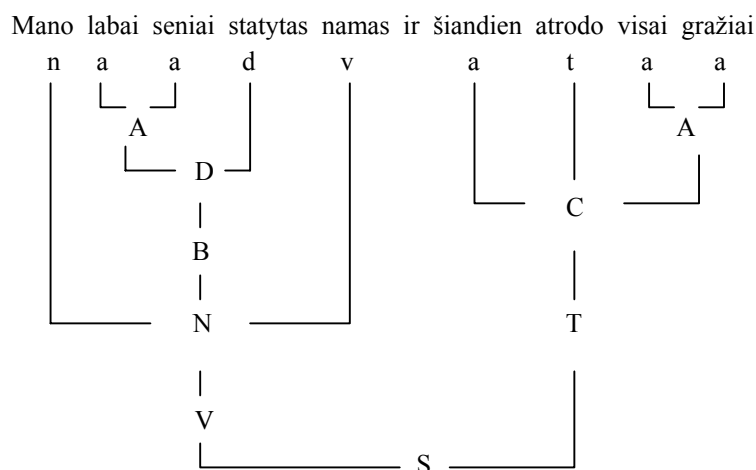 Mano labai seniai statytas namas ir šiandien atrodo visai gražiai
n a a d v a t a a
A A
D
C
B
N T
V
S